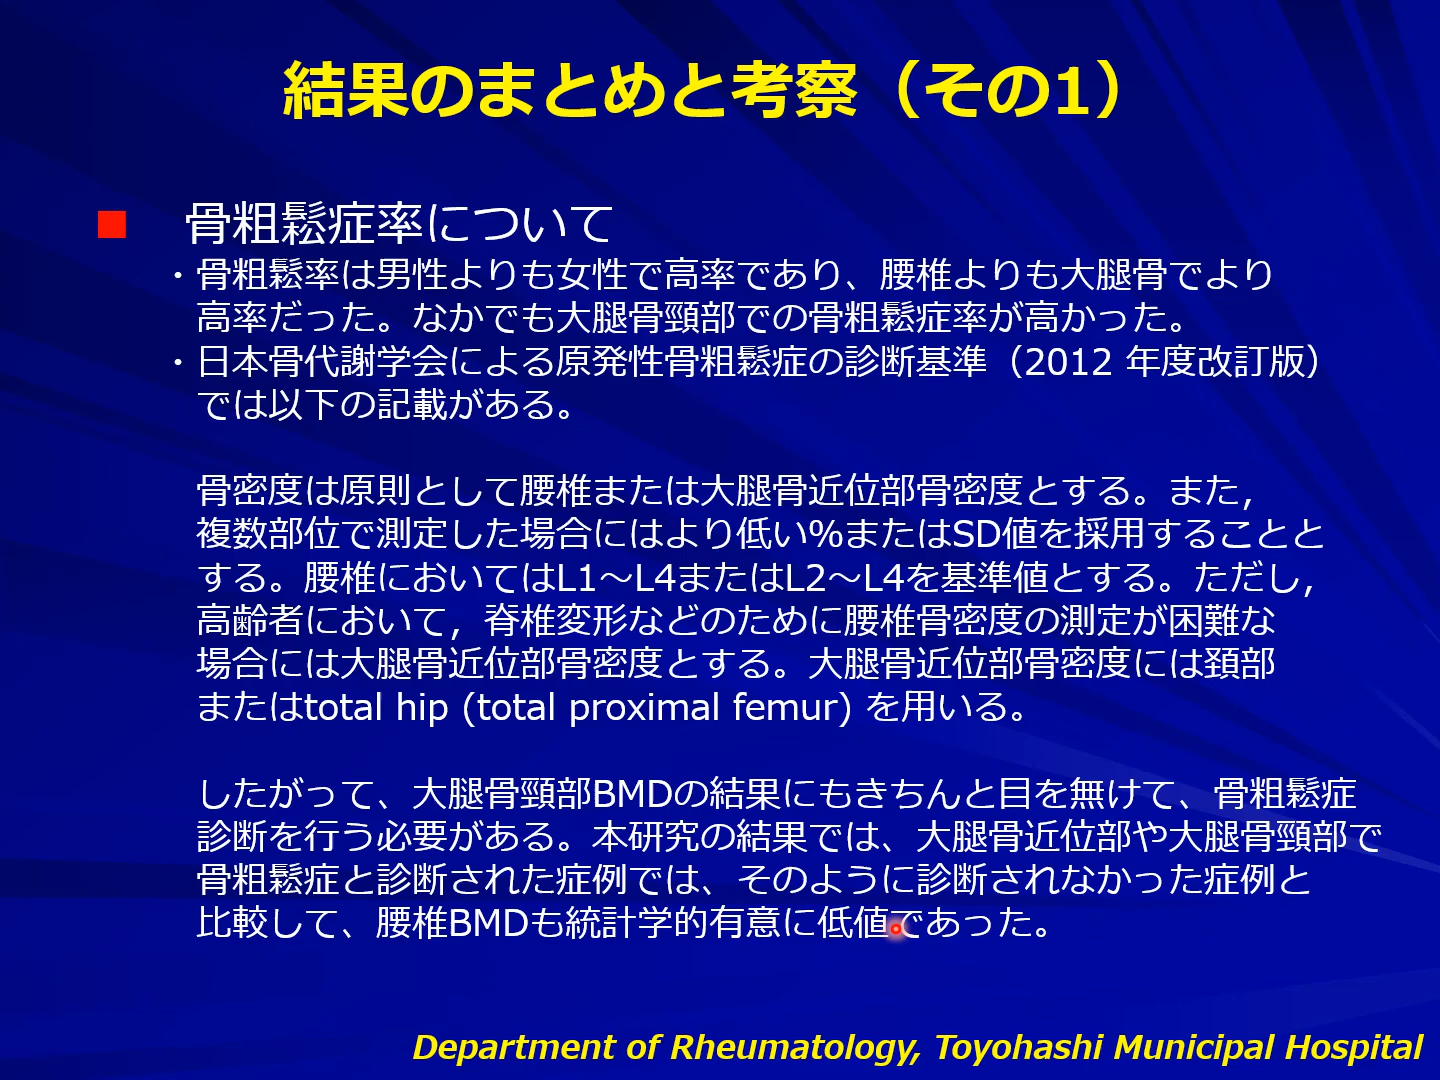 結果のまとめと考察（その1）
■ 骨粗鬆症率について
・骨粗鬆率は男性よりも女性で高率であり、腰椎よりも大腿骨でより
高率だった。なかでも大腿骨頸部での骨粗鬆症率が高かった。
・日本骨代謝学会による原発性骨粗鬆症の診断基準（2012 年度改訂版）
では以下の記載がある。
骨密度は原則として腰椎または大腿骨近位部骨密度とする。また，
複数部位で測定した場合にはより低い%またはSD値を採用することと
する。腰椎においてはL1～L4またはL2～L4を基準値とする。ただし，
高齢者において，脊椎変形などのために腰椎骨密度の測定が困難な
場合には大腿骨近位部骨密度とする。大腿骨近位部骨密度には頚部
またはtotal hip (total proximal femur) を用いる。
したがって、大腿骨頸部BMDの結果にもきちんと目を無けて、骨粗鬆症
診断を行う必要がある。本研究の結果では、大腿骨近位部や大腿骨頸部で
骨粗鬆症と診断された症例では、そのように診断されなかった症例と
比較して、腰椎BMDも統計学的有意に低値であった。
Department of Rheumatology, Toyohashi Municipal Hospital